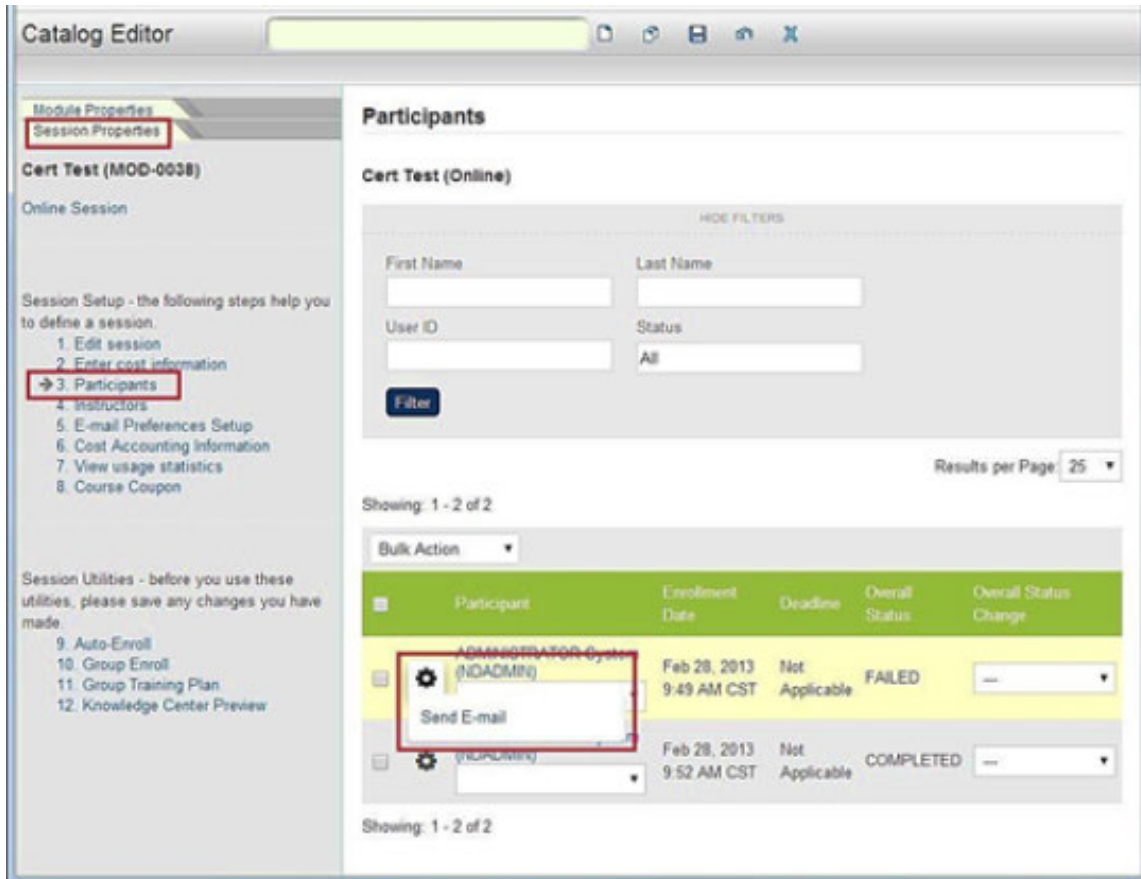 Catalog Editor
Module Properties
Session Properties
Cert Test (MOD-0038)
Online Session
Session Setup - the following steps help you
to define a session.
1. Edit session
2. Enter cost information
3. Participants
4. Instructors
5. E-mail Preferences Setup
6. Cost Accounting Information
7. View usage statistics
8. Course Coupon
Session Utilities - before you use these
utilities, please save any changes you have
made.
9. Auto-Enroll
10. Group Enroll
11. Group Training Plan
12. Knowledge Center Preview
Participants
Cert Test (Online)
HIDE FILTERS
First Name
Last Name
User ID
Status
All
Filter
Results per Page: 25
Showing: 1 - 2 of 2
Bulk Action
Participant
Enrollment
Date
Deadline
Overall
Status
Overall Status
Change
ADMINISTRATOR System
(NDADMIN)
Send E-mail
Feb 28, 2013
9:49 AM CST
Not
Applicable
FAILED
---
(NDADMIN)
Feb 28, 2013
9:52 AM CST
Not
Applicable
COMPLETED
---
Showing: 1 - 2 of 2